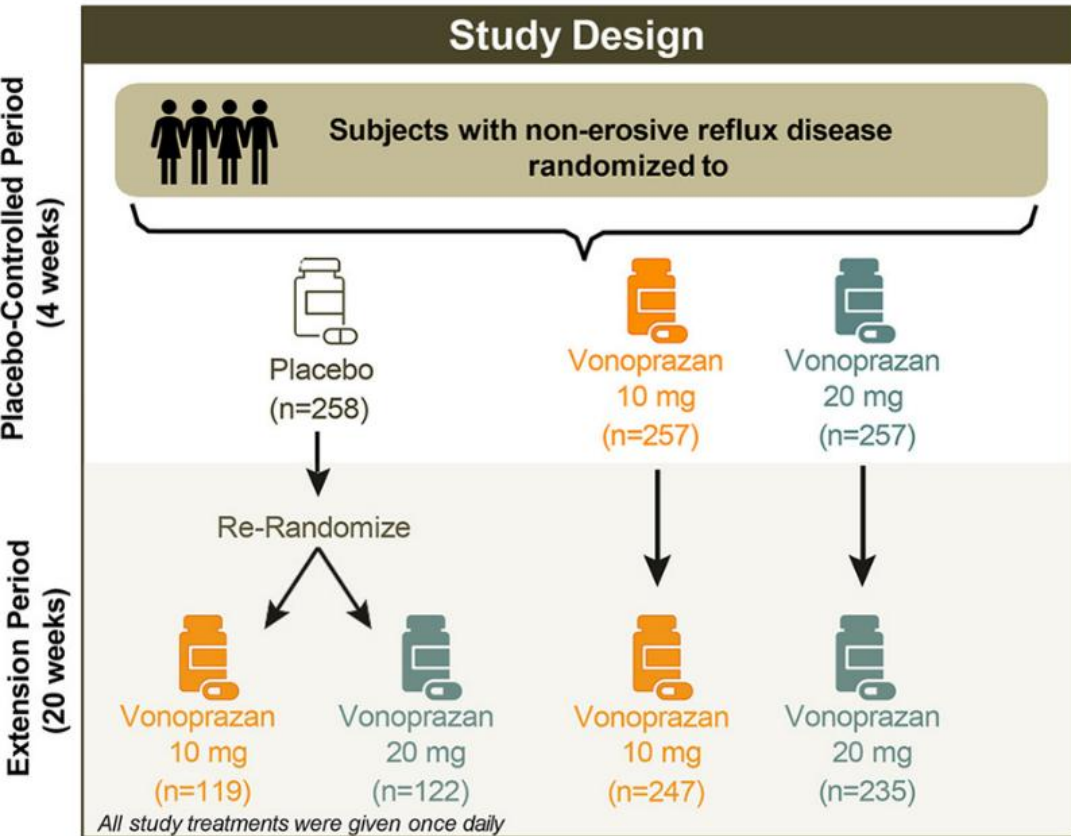 Study Design
Placebo-Controlled Period
(4 weeks)
Subjects with non-erosive reflux disease
randomized to
Placebo
(n=258)
Vonoprazan
10 mg
(n=257)
Vonoprazan
20 mg
(n=257)
Extension Period
(20 weeks)
Re-Randomize
Vonoprazan
10 mg
(n=119)
Vonoprazan
20 mg
(n=122)
Vonoprazan
10 mg
(n=247)
Vonoprazan
20 mg
(n=235)
All study treatments were given once daily